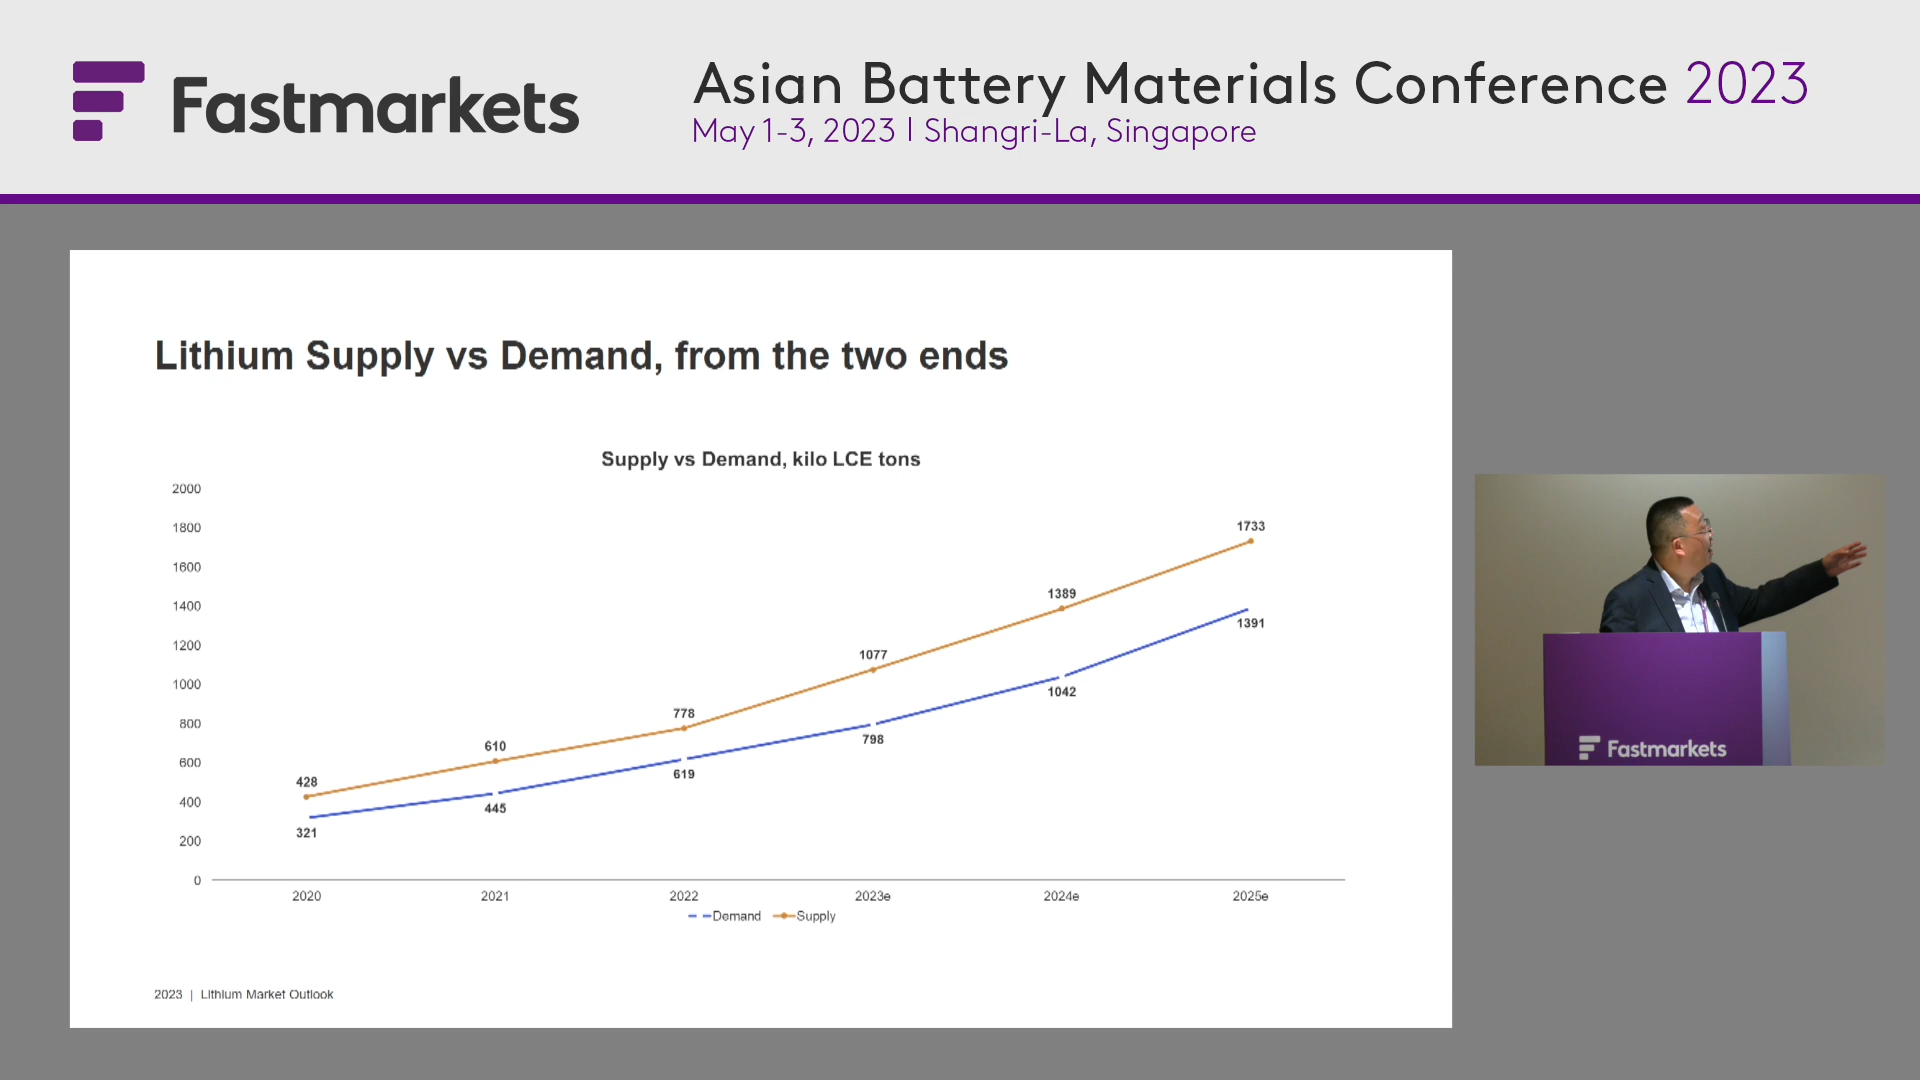 Fastmarkets
Asian Battery Materials Conference 2023
May 1-3, 2023 | Shangri-La, Singapore
Lithium Supply vs Demand, from the two ends
Supply vs Demand, kilo LCE tons
2000
1800
1600
1400
1200
1000
800
600
400
200
0
428
610
778
1077
1389
1733
321
445
619
798
1042
1391
2020
2021
2022
2023e
2024e
2025e
Demand
Supply
2023 | Lithium Market Outlook
Fastmarkets